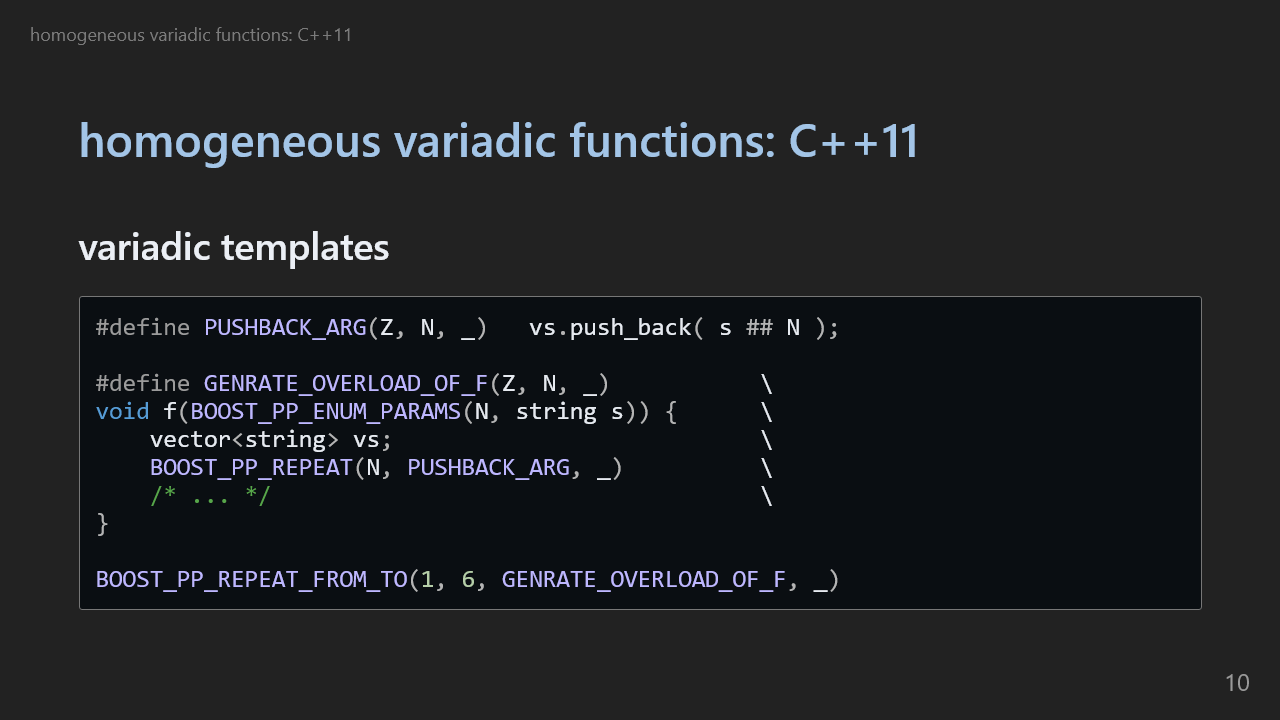 homogeneous variadic functions: C++11
homogeneous variadic functions: C++11
variadic templates
#define PUSHBACK_ARG(Z, N, _)   vs.push_back( s ## N );
#define GENRATE_OVERLOAD_OF_F(Z, N, _)           \
void f(BOOST_PP_ENUM_PARAMS(N, string s)) {      \
    vector<string> vs;                           \
    BOOST_PP_REPEAT(N, PUSHBACK_ARG, _)          \
    /* ... */                                    \
}
BOOST_PP_REPEAT_FROM_TO(1, 6, GENRATE_OVERLOAD_OF_F, _)
10